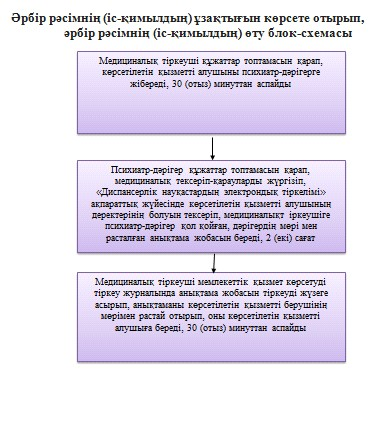 Әрбір рәсімнің (іс-қимылдың) ұзақтығын көрсете отырып,
әрбір рәсімнің (іс-қимылдың) өту блок-схемасы
Медициналық тіркеуші құжаттар топтамасын қарап,
көрсетілетін қызметті алушыны психиатр-дәрігерге
жібереді, 30 (отыз) минуттан аспайды
Психиатр-дәрігер құжаттар топтамасын қарап,
медициналық тексеріп-қарауларды жүргізіп,
«Диспансерлік науқастардың электрондық тіркелімі»
ақпараттық жүйесінде көрсетілетін қызметті алушының
деректерінің болуын тексеріп, медициналықт іркеушіге
психиатр-дәрігер қол қойған, дәрігердің мөрі мен
расталған анықтама жобасын береді, 2 (екі) сағат
Медициналық тіркеуші мемлекеттік қызмет көрсетуді
тіркеу журналында анықтама жобасын тіркеуді жүзеге
асырып, анықтаманы көрсетілетін қызметті берушінің
мөрімен растай отырып, оны көрсетілетін қызметті
алушыға береді, 30 (отыз) минуттан аспайды